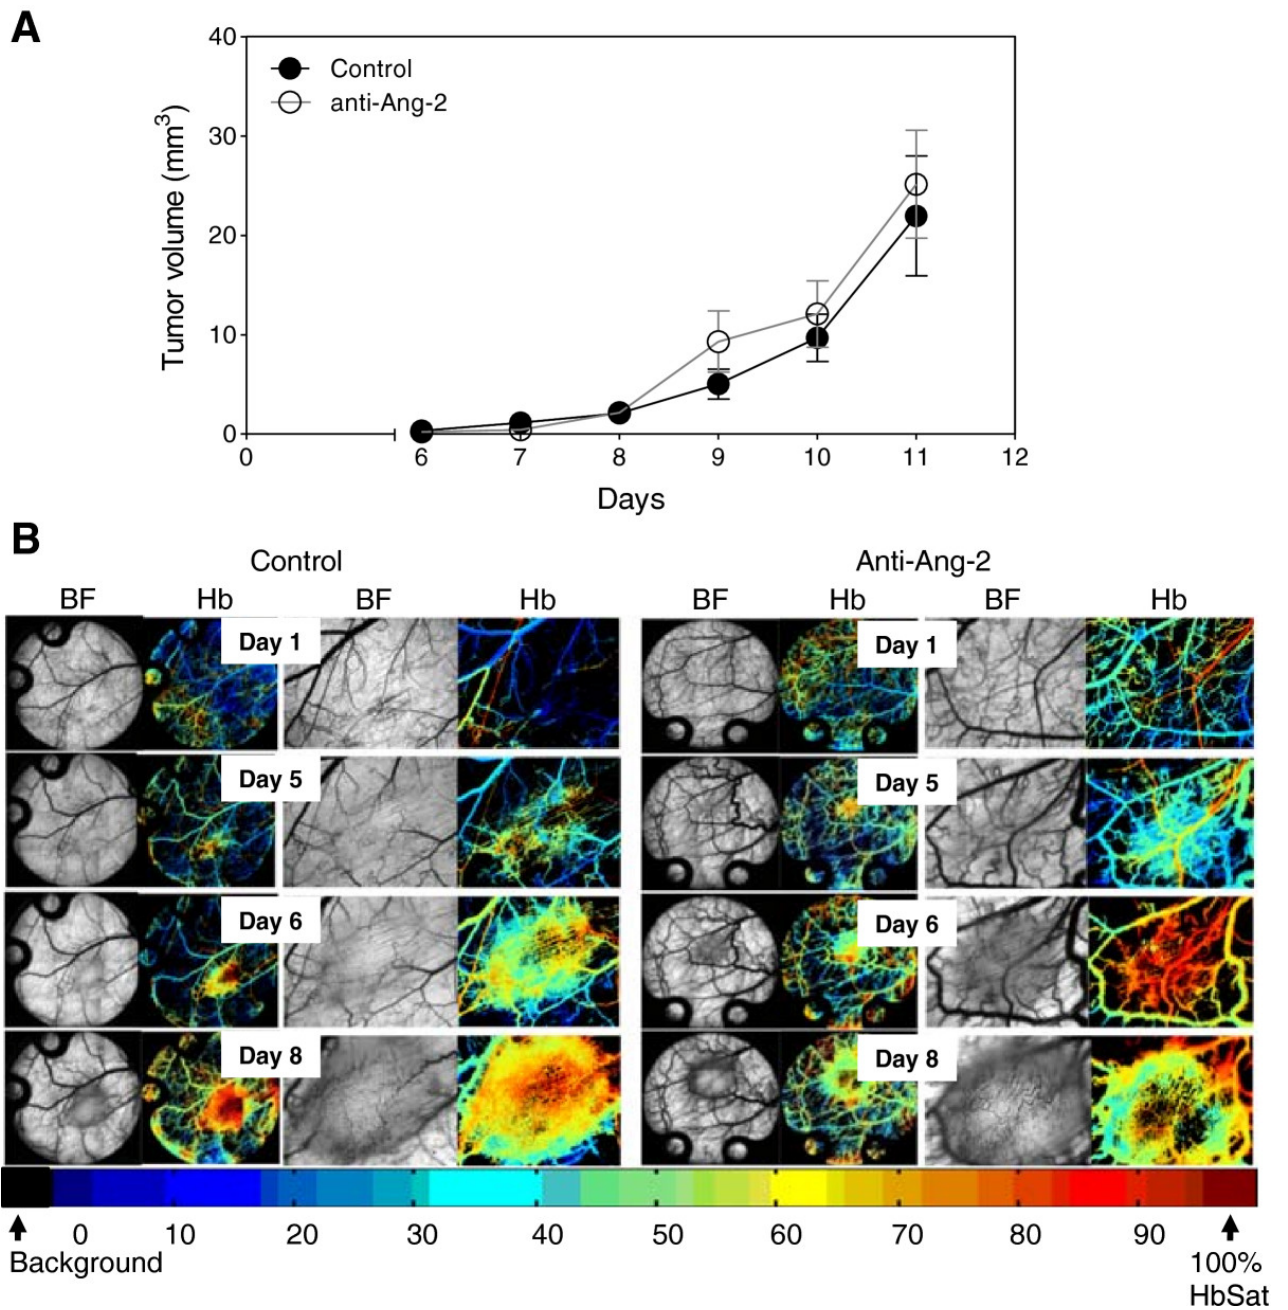 A
Control
anti-Ang-2
Tumor volume (mm³)
40
30
20
10
0
0 6 7 8 9 10 11 12
Days
B
Control Anti-Ang-2
BF Hb BF Hb BF Hb BF Hb
Day 1 Day 1
Day 5 Day 5
Day 6 Day 6
Day 8 Day 8
0 10 20 30 40 50 60 70 80 90
Background 100%
HbSat